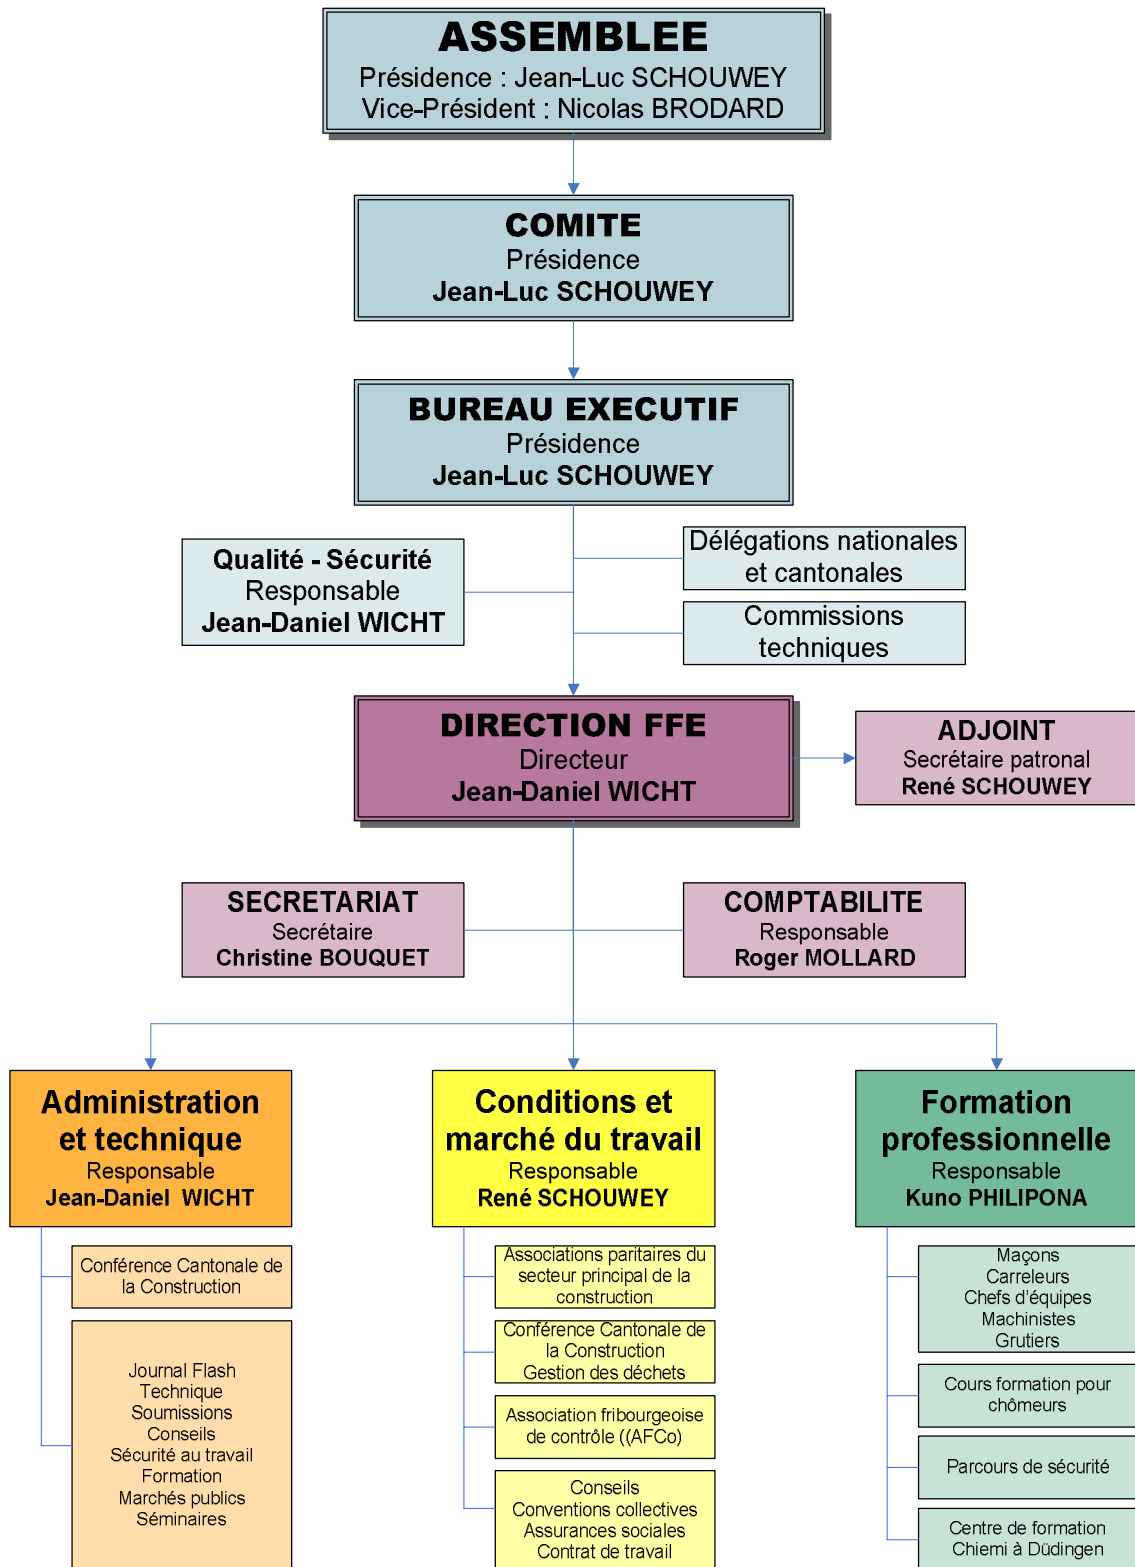 ASSEMBLEE
Présidence : Jean-Luc SCHOUWEY
Vice-Président : Nicolas BRODARD
COMITE
Présidence
Jean-Luc SCHOUWEY
BUREAU EXECUTIF
Présidence
Jean-Luc SCHOUWEY
Qualité - Sécurité
Responsable
Jean-Daniel WICHT
Délégations nationales
et cantonales
Commissions
techniques
DIRECTION FFE
Directeur
Jean-Daniel WICHT
ADJOINT
Secrétaire patronal
René SCHOUWEY
SECRETARIAT
Secrétaire
Christine BOUQUET
COMPTABILITE
Responsable
Roger MOLLARD
Administration
et technique
Responsable
Jean-Daniel WICHT
Conférence Cantonale de
la Construction
Journal Flash
Technique
Soumissions
Conseils
Sécurité au travail
Formation
Marchés publics
Séminaires
Conditions et
marché du travail
Responsable
René SCHOUWEY
Associations paritaires du
secteur principal de la
construction
Conférence Cantonale de
la Construction
Gestion des déchets
Association fribourgeoise
de contrôle ((AFCo)
Conseils
Conventions collectives
Assurances sociales
Contrat de travail
Formation
professionnelle
Responsable
Kuno PHILIPONA
Maçons
Carreleurs
Chefs d'équipes
Machinistes
Grutiers
Cours formation pour
chômeurs
Parcours de sécurité
Centre de formation
Chiemi à Düdingen